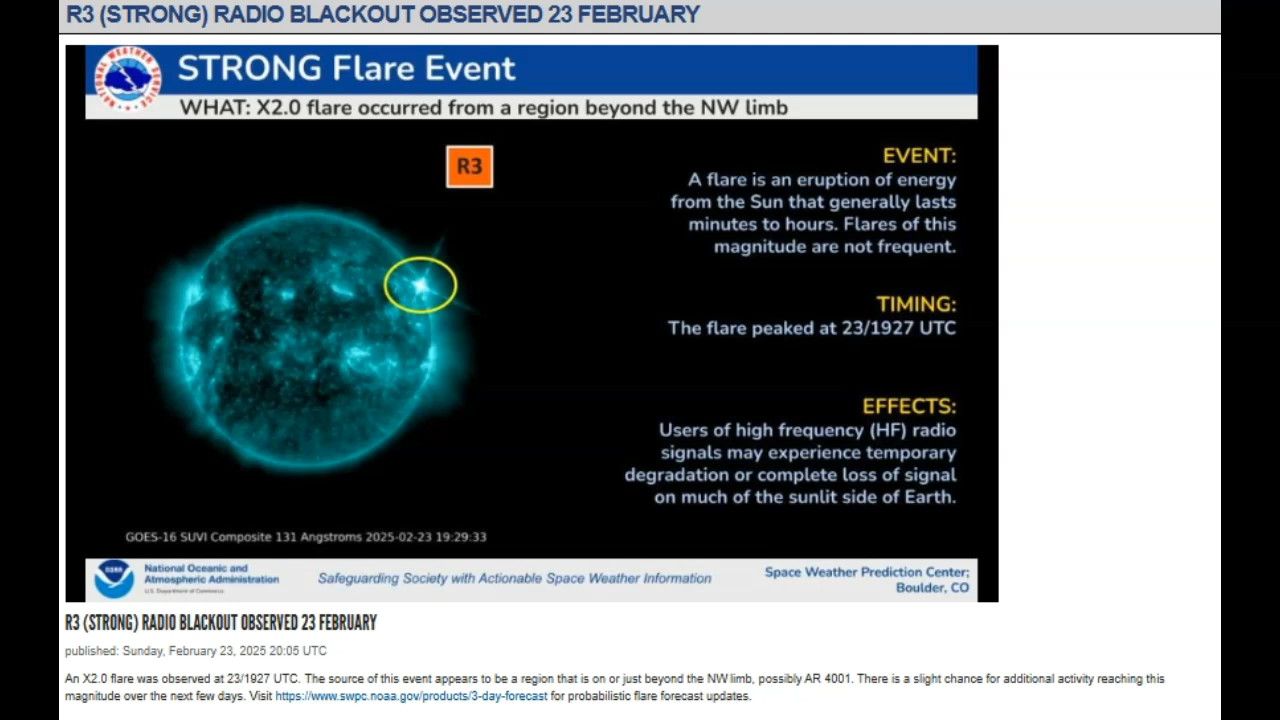 R3 (STRONG) RADIO BLACKOUT OBSERVED 23 FEBRUARY
NATIONAL WEATHER SERVICE
STRONG Flare Event
WHAT: X2.0 flare occurred from a region beyond the NW limb
R3
EVENT:
A flare is an eruption of energy
from the Sun that generally lasts
minutes to hours. Flares of this
magnitude are not frequent.
TIMING:
The flare peaked at 23/1927 UTC
EFFECTS:
Users of high frequency (HF) radio
signals may experience temporary
degradation or complete loss of signal
on much of the sunlit side of Earth.
GOES-16 SUVI Composite 131 Angstroms 2025-02-23 19:29:33
NOAA
National Oceanic and
Atmospheric Administration
U.S. Department of Commerce
Safeguarding Society with Actionable Space Weather Information
Space Weather Prediction Center;
Boulder, CO
R3 (STRONG) RADIO BLACKOUT OBSERVED 23 FEBRUARY
published: Sunday, February 23, 2025 20:05 UTC
An X2.0 flare was observed at 23/1927 UTC. The source of this event appears to be a region that is on or just beyond the NW limb, possibly AR 4001. There is a slight chance for additional activity reaching this
magnitude over the next few days. Visit https://www.swpc.noaa.gov/products/3-day-forecast for probabilistic flare forecast updates.